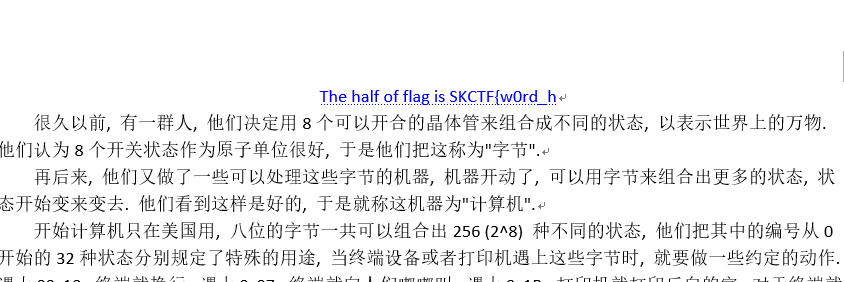 The half of flag is SKCTF{w0rd_h
很久以前, 有一群人, 他们决定用 8 个可以开合的晶体管来组合成不同的状态, 以表示世界上的万物.
他们认为 8 个开关状态作为原子单位很好, 于是他们把这称为"字节".
再后来, 他们又做了一些可以处理这些字节的机器, 机器开动了, 可以用字节来组合出更多的状态, 状
态开始变来变去. 他们看到这样是好的, 于是就称这机器为"计算机".
开始计算机只在美国用, 八位的字节一共可以组合出 256 (2^8) 种不同的状态, 他们把其中的编号从 0
开始的 32 种状态分别规定了特殊的用途, 当终端设备或者打印机遇上这些字节时, 就要做一些约定的动作.